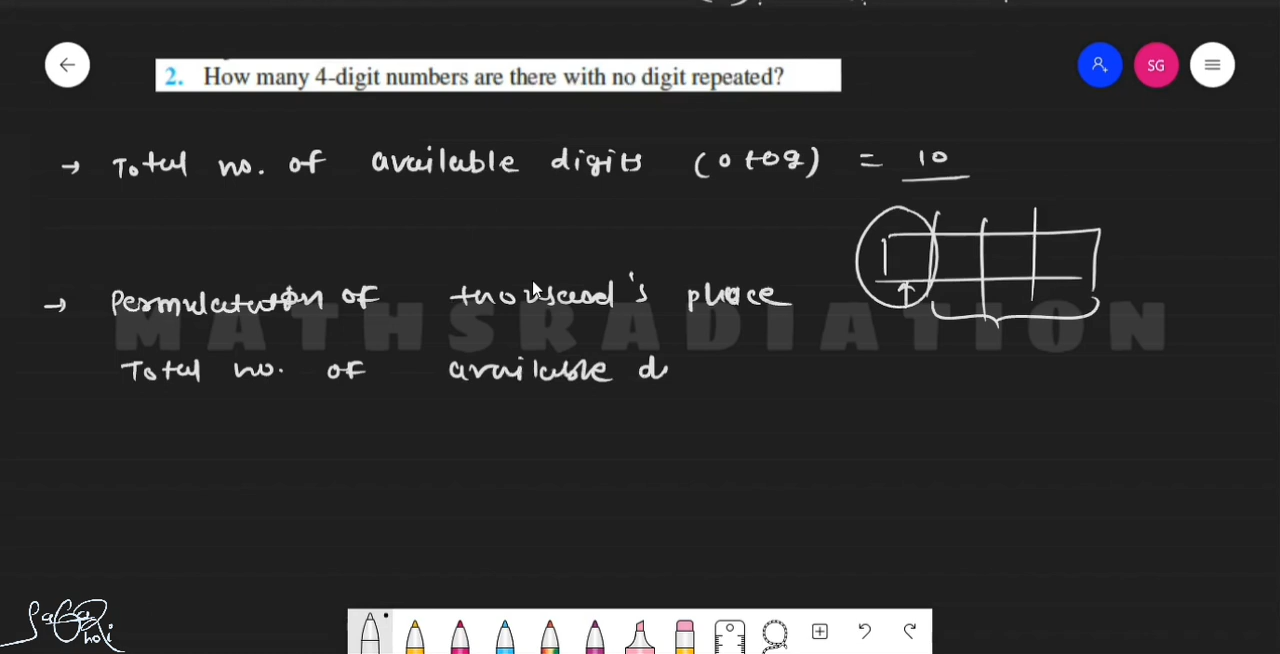 2. How many 4-digit numbers are there with no digit repeated?
SG
→ Total no. of available digits (0 to 9) = 10
→ Permutation of thousand's place
MATHSRADIATION
Total no. of available d